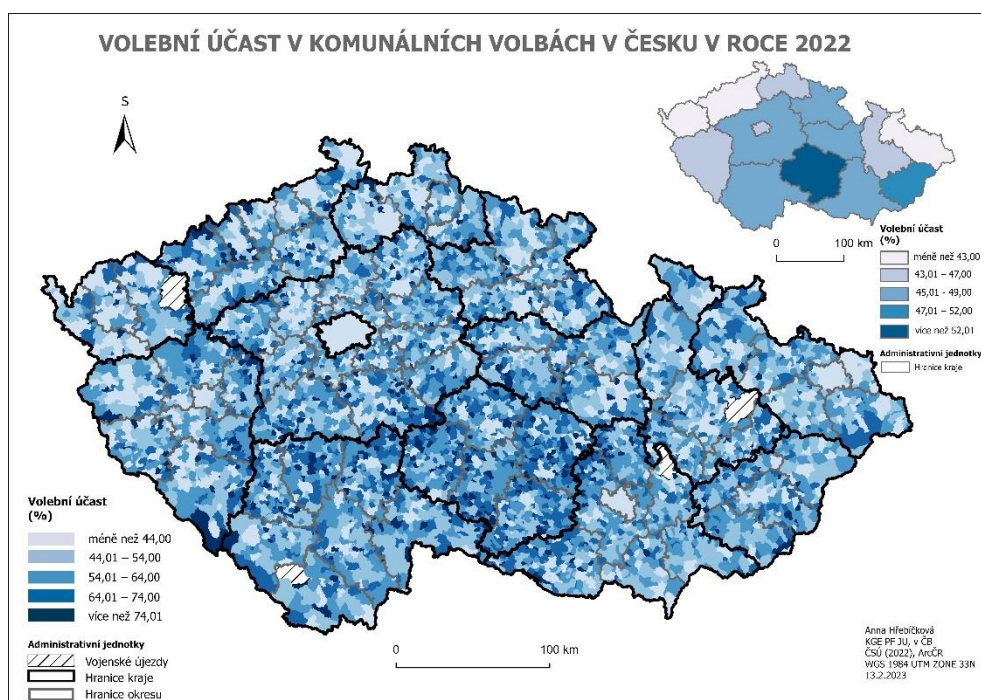 VOLEBNÍ ÚČAST V KOMUNÁLNÍCH VOLBÁCH V ČESKU V ROCE 2022
S
Volební účast
(%)
méně než 43,00
43,01 – 47,00
45,01 - 49,00
47,01 – 52,00
více než 52,01
Administrativní jednotky
Hranice kraje
0 100 km
Volební účast
(%)
méně než 44,00
44,01 – 54,00
54,01 – 64,00
64,01 – 74,00
více než 74,01
Administrativní jednotky
Vojenské újezdy
Hranice kraje
Hranice okresu
0 100 km
Anna Hřebíčková
KGE PF JU, v ČB
ČSÚ (2022), ArcČR
WGS 1984 UTM ZONE 33N
13.2.2023